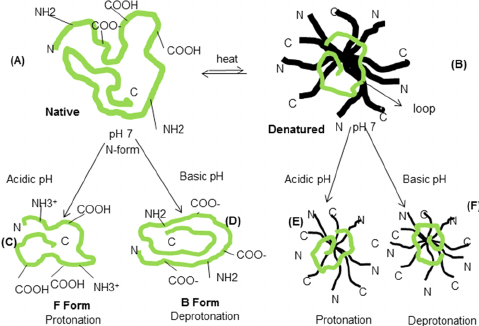 NH2
COOH
COO-
COOH
N
(A)
C
Native
NH2
pH 7
N-form
heat
N
C
N
C
N
C
N
C
(B)
loop
Denatured
N
pH 7
Acidic pH
Basic pH
Acidic pH
Basic pH
NH3+
COOH
N
(C)
C
COOH
COOH
NH3+
F Form
Protonation
COO-
NH2
(D)
N
C
COO-
NH2
COO-
B Form
Deprotonation
(E)
N
C
N
C
N
C
N
Protonation
(F)
N
C
N
C
C
N
N
Deprotonation